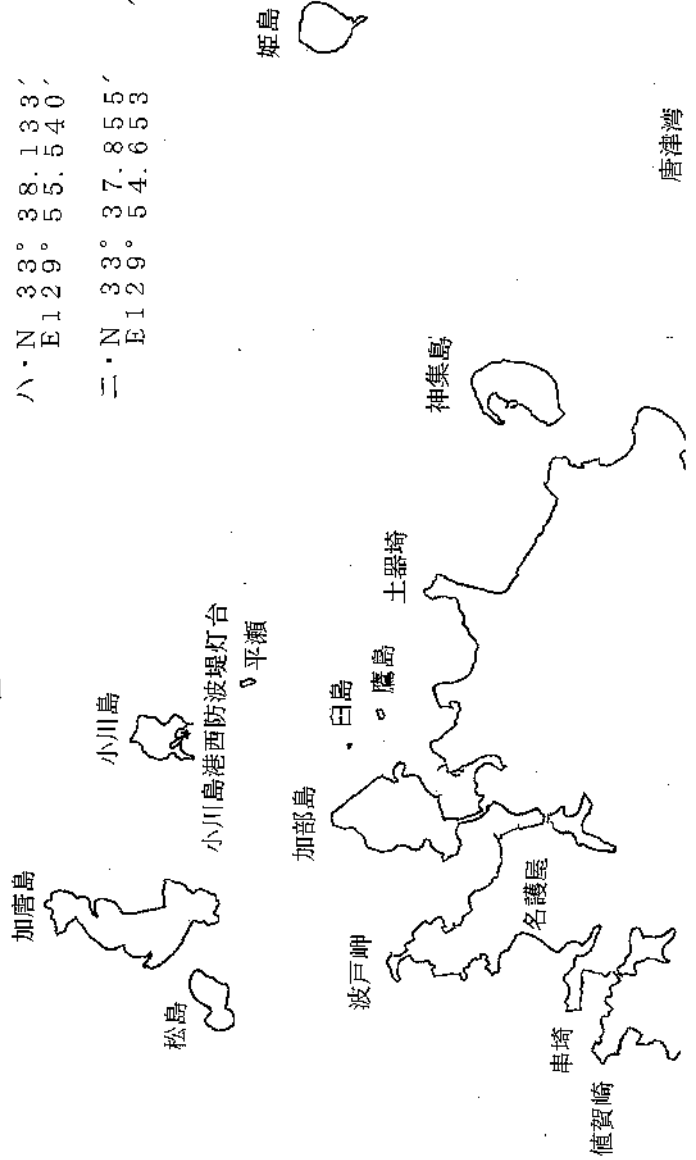 ハ・N 33°38.133′
E129°55.540′
ニ・N 33°37.855′
E129°54.653
姫島
加唐島
小川島
小川島港西防波堤灯台
平瀬
松島
臼島
鷹島
加部島
土器埼
神集島
唐津湾
波戸岬
名護屋
串埼
値賀崎